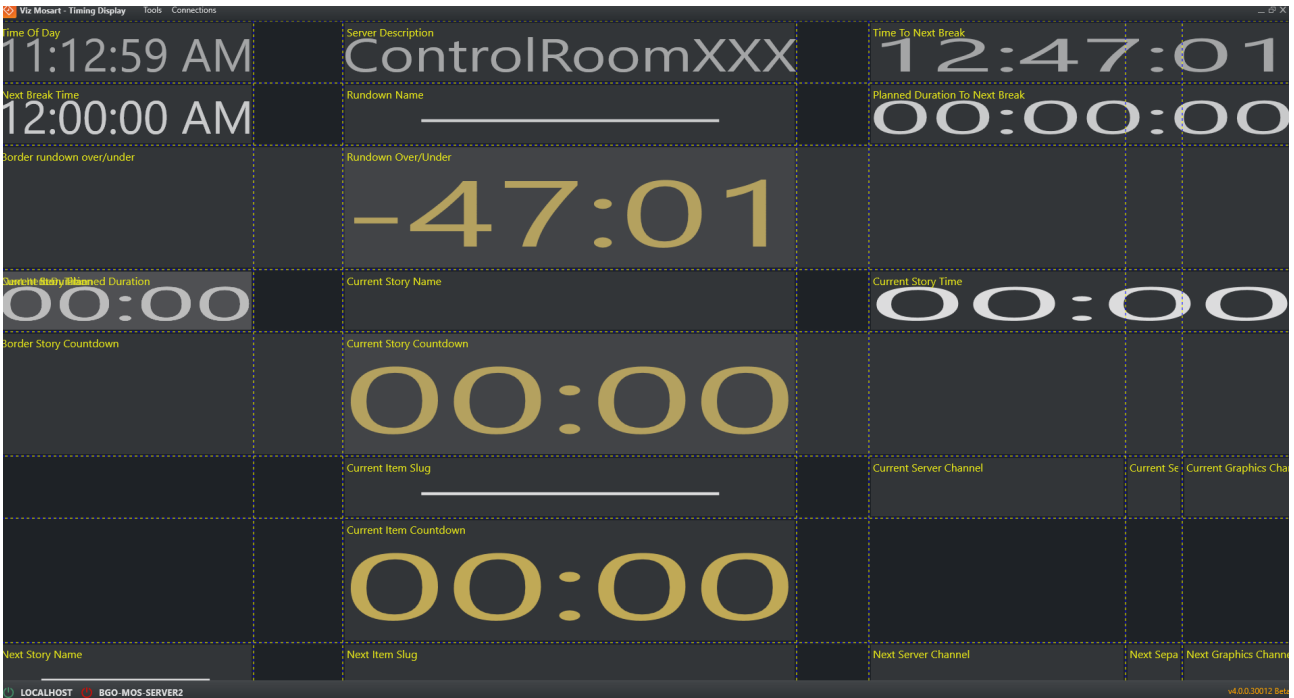 Viz Mosart - Timing Display Tools Connections
Time Of Day
11:12:59 AM
Server Description
ControlRoomXXX
Time To Next Break
12:47:01
Next Break Time
12:00:00 AM
Rundown Name
Planned Duration To Next Break
00:00:00
Border rundown over/under
Rundown Over/Under
-47:01
Planned Duration
00:00
Current Story Name
Current Story Time
00:00
Border Story Countdown
Current Story Countdown
00:00
Current Item Slug
Current Server Channel
Current Se
Current Graphics Cha
Current Item Countdown
00:00
Next Story Name
Next Item Slug
Next Server Channel
Next Sepa
Next Graphics Channe
LOCALHOST BGO-MOS-SERVER2
v4.0.0.30012 Beta